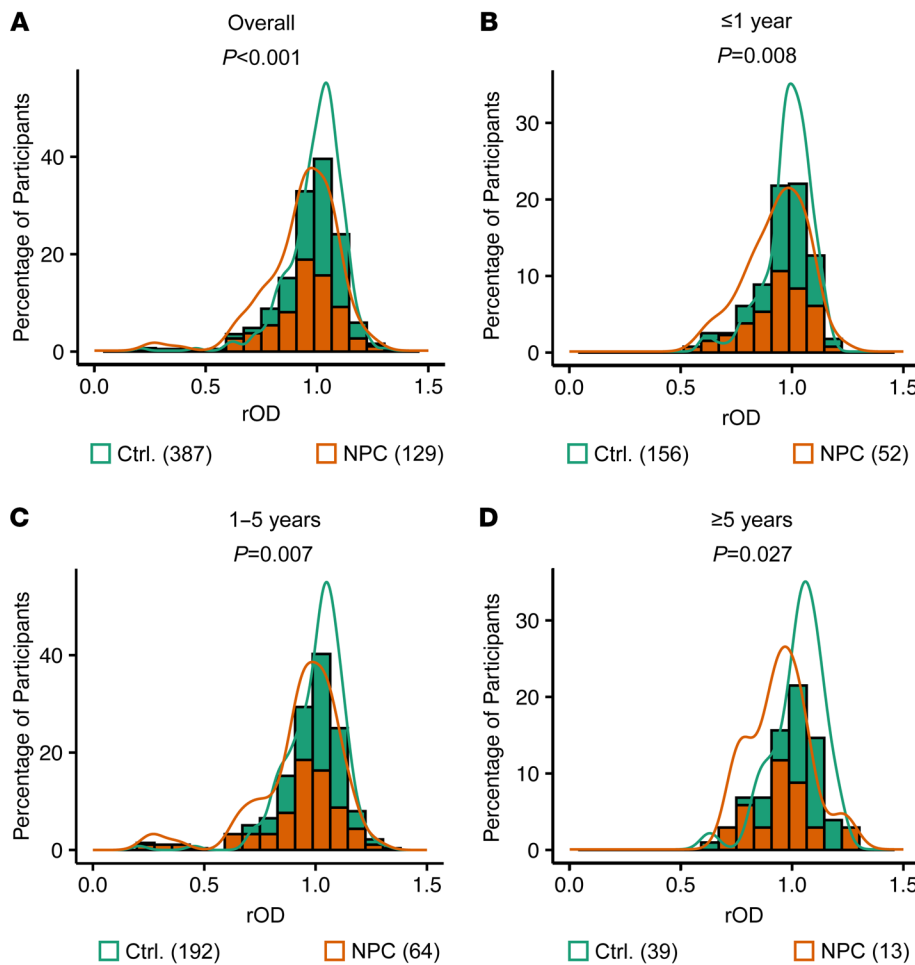 A
Overall
P<0.001
Percentage of Participants
40
20
0
0.0
0.5
1.0
1.5
rOD
Ctrl. (387)
NPC (129)
B
≤1 year
P=0.008
Percentage of Participants
30
20
10
0
0.0
0.5
1.0
1.5
rOD
Ctrl. (156)
NPC (52)
C
1–5 years
P=0.007
Percentage of Participants
40
20
0
0.0
0.5
1.0
1.5
rOD
Ctrl. (192)
NPC (64)
D
≥5 years
P=0.027
Percentage of Participants
30
20
10
0
0.0
0.5
1.0
1.5
rOD
Ctrl. (39)
NPC (13)